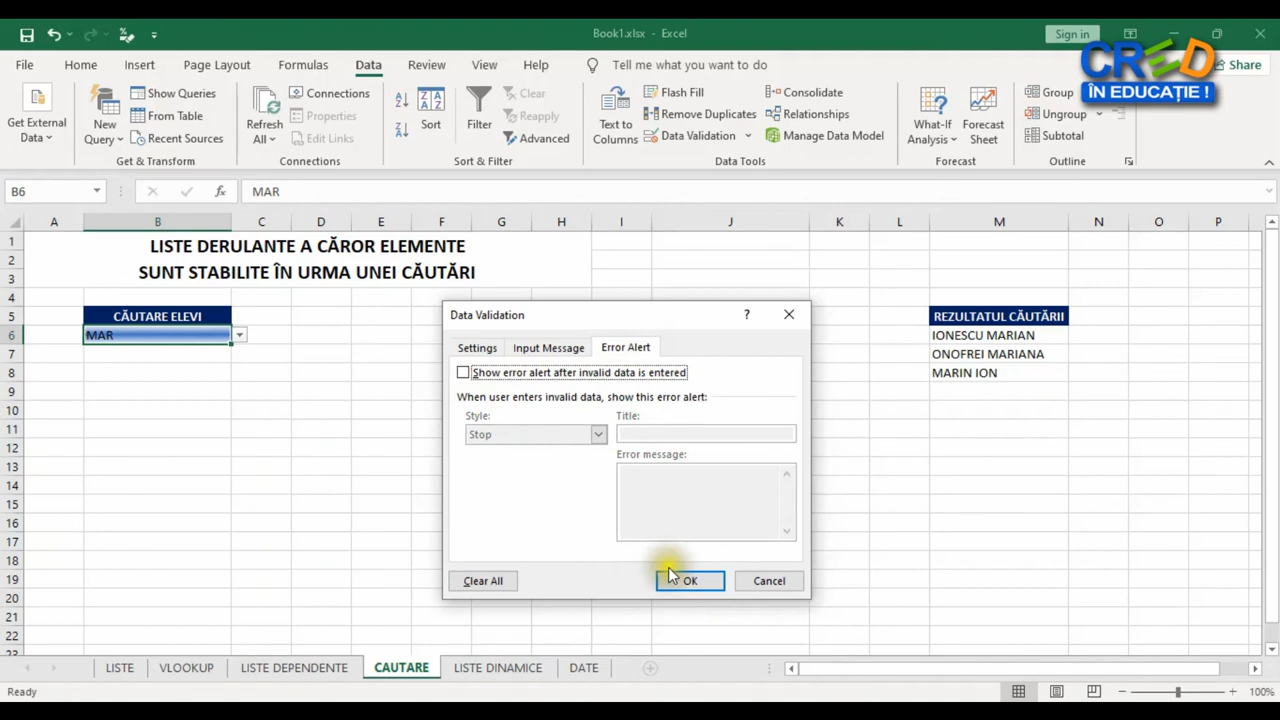 Book1.xlsx - Excel
Sign in
CRED
ÎN EDUCAȚIE !
File Home Insert Page Layout Formulas Data Review View Help Tell me what you want to do Share
Get External Data
New Query
Show Queries
From Table
Recent Sources
Get & Transform
Refresh All
Connections
Properties
Edit Links
Connections
Sort
Filter
Clear
Reapply
Advanced
Sort & Filter
Text to Columns
Flash Fill
Remove Duplicates
Data Validation
Consolidate
Relationships
Manage Data Model
Data Tools
What-If Analysis
Forecast Sheet
Forecast
Group
Ungroup
Subtotal
Outline
B6 fx MAR
A B C D E F G H I J K L M N O P
1
2
3
4
5
6
7
8
9
10
11
12
13
14
15
16
17
18
19
20
21
22
23
LISTE DERULANTE A CĂROR ELEMENTE
SUNT STABILITE ÎN URMA UNEI CĂUTĂRI
CĂUTARE ELEVI
MAR
REZULTATUL CĂUTĂRII
IONESCU MARIAN
ONOFREI MARIANA
MARIN ION
Data Validation ?
Settings Input Message Error Alert
Show error alert after invalid data is entered
When user enters invalid data, show this error alert:
Style: Title:
Stop
Error message:
Clear All OK Cancel
LISTE VLOOKUP LISTE DEPENDENTE CAUTARE LISTE DINAMICE DATE
Ready 100%